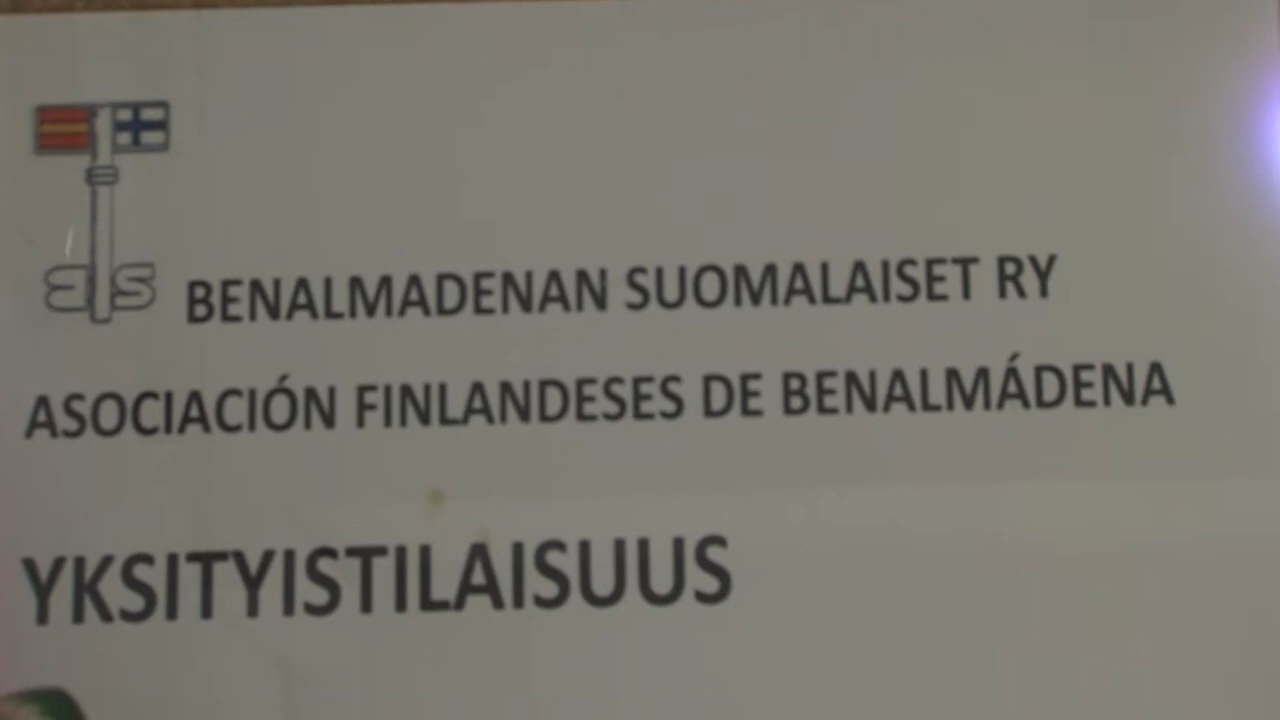 BENALMADENAN SUOMALAISET RY
ASOCIACIÓN FINLANDESES DE BENALMÁDENA
YKSITYISTILAISUUS